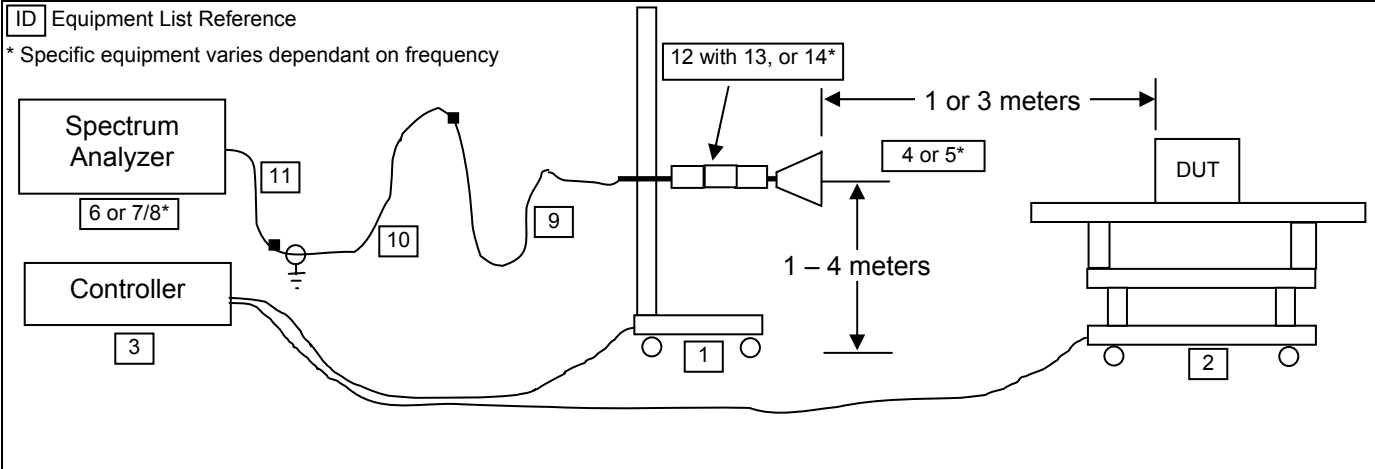 ID Equipment List Reference
* Specific equipment varies dependant on frequency
12 with 13, or 14*
1 or 3 meters
Spectrum
Analyzer
4 or 5*
DUT
11
6 or 7/8*
10
9
1 – 4 meters
Controller
3
1
2